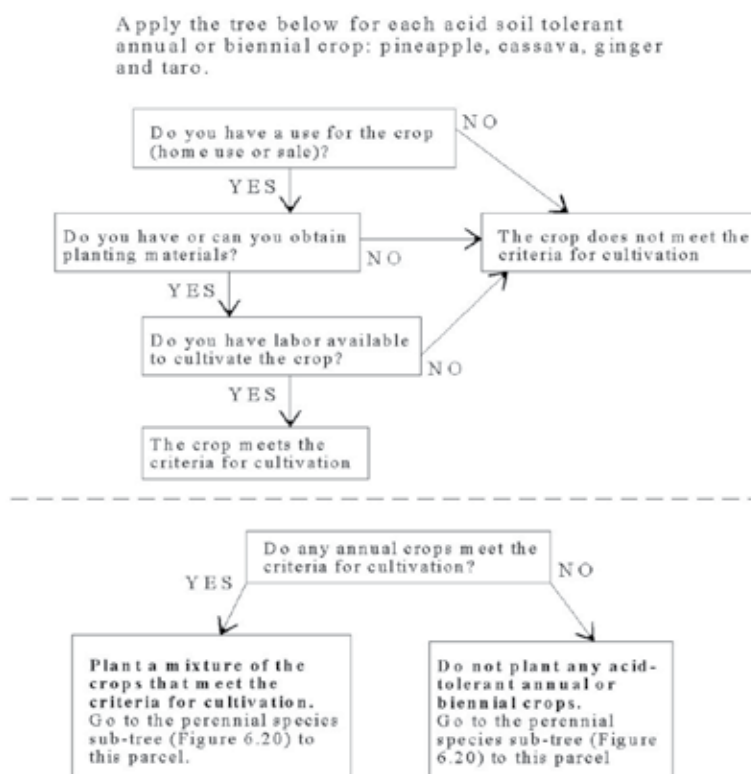 Apply the tree below for each acid soil tolerant
annual or biennial crop: pineapple, cassava, ginger
and taro.
Do you have a use for the crop
(home use or sale)?
NO
YES
Do you have or can you obtain
planting materials?
NO
The crop does not meet the
criteria for cultivation
YES
Do you have labor available
to cultivate the crop?
NO
YES
The crop meets the
criteria for cultivation
Do any annual crops meet the
criteria for cultivation?
YES
NO
Plant a mixture of the
crops that meet the
criteria for cultivation.
Go to the perennial species
sub-tree (Figure 6.20) to
this parcel.
Do not plant any acid-
tolerant annual or
biennial crops.
Go to the perennial
species sub-tree (Figure
6.20) to this parcel